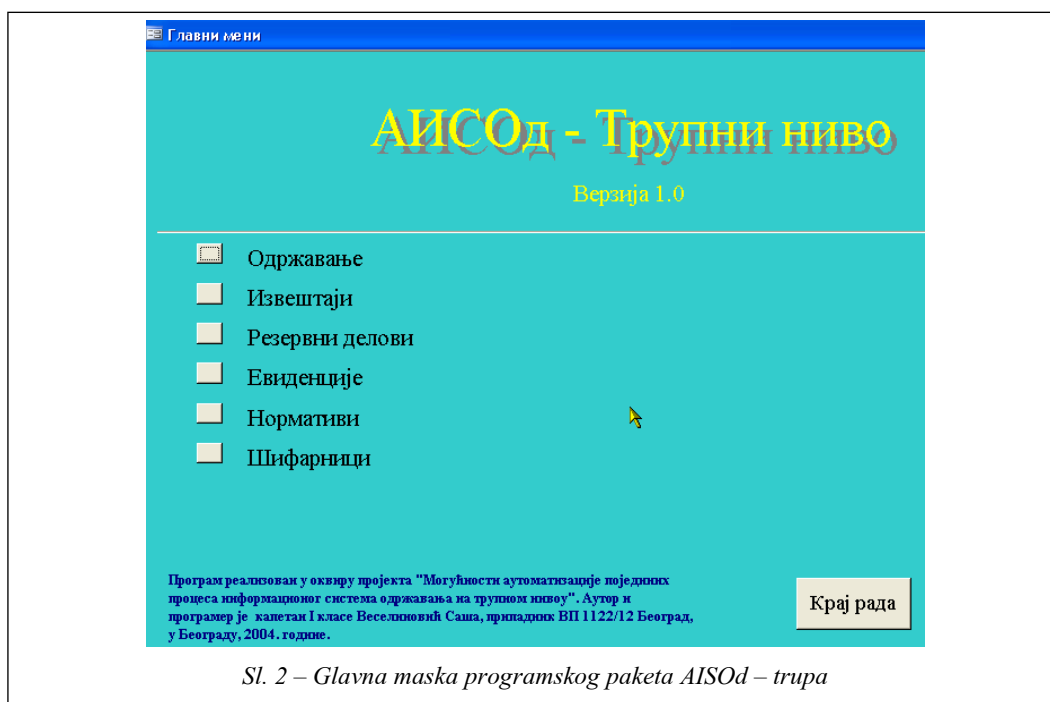 Главни мени
АИСОд - Трупни ниво
Верзија 1.0
Одржавање
Извештаји
Резервни делови
Евиденције
Нормативи
Шифарници
Програм реализован у оквиру пројекта "Могућности аутоматизације појединих
процеса информационог система одржавања на трупном нивоу". Аутор и
програмер је капетан I класе Веселиновић Саша, припадник ВП 1122/12 Београд,
у Београду, 2004. године.
Крај рада
Sl. 2 – Glavna maska programskog paketa AISOd – trupa